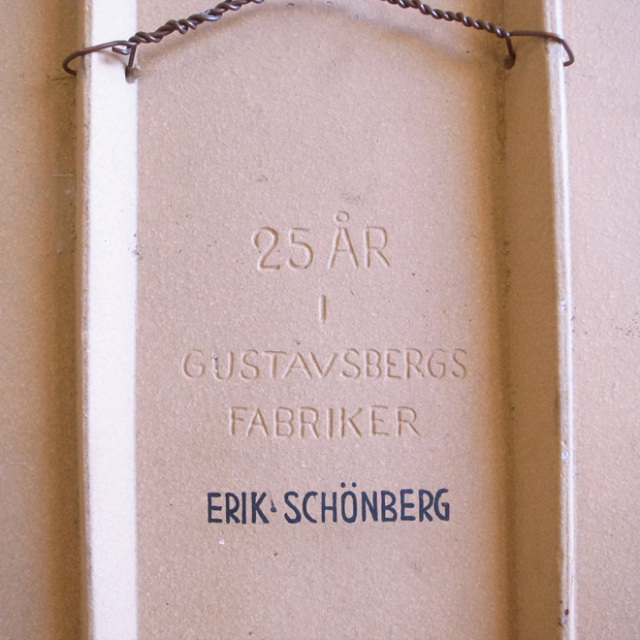 25 ÅR
I
GUSTAVSBERGS
FABRIKER
ERIK SCHÖNBERG